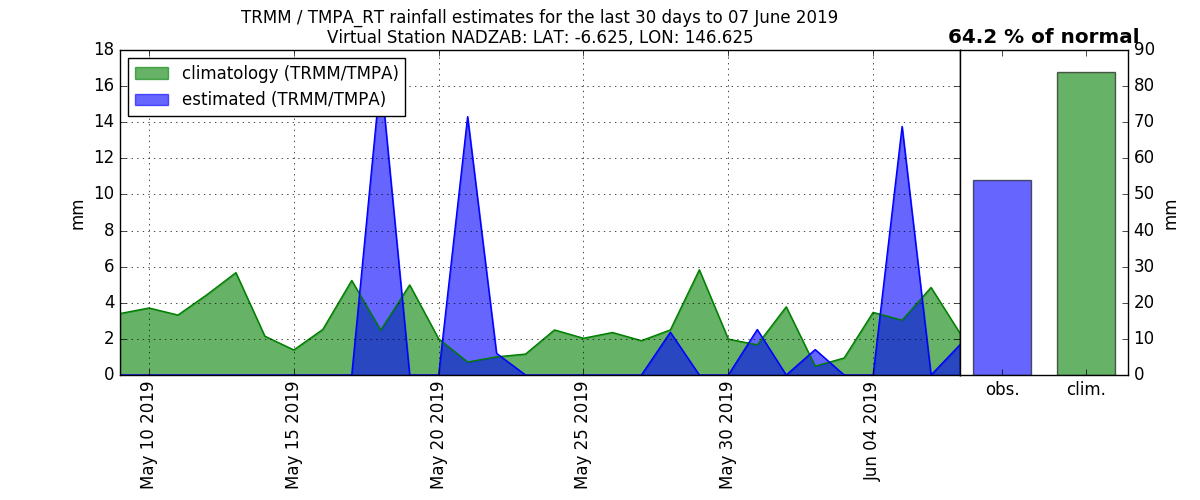 TRMM / TMPA_RT rainfall estimates for the last 30 days to 07 June 2019
Virtual Station NADZAB: LAT: -6.625, LON: 146.625
64.2 % of normal
climatology (TRMM/TMPA)
estimated (TRMM/TMPA)
mm
18
16
14
12
10
8
6
4
2
0
May 10 2019
May 15 2019
May 20 2019
May 25 2019
May 30 2019
Jun 04 2019
obs.
clim.
90
80
70
60
50
40
30
20
10
0
mm